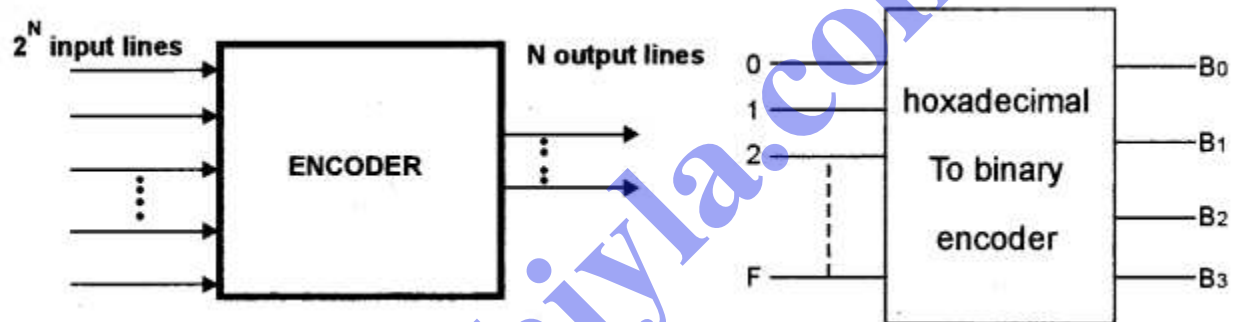 2^N input lines
ENCODER
N output lines
0
1
2
F
hoxadecimal
To binary
encoder
B0
B1
B2
B3